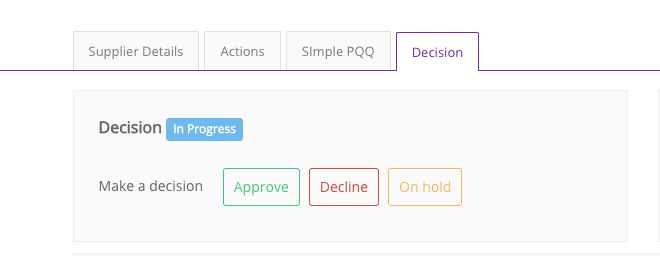 Supplier Details Actions SImple PQQ Decision
Decision In Progress
Make a decision Approve Decline On hold